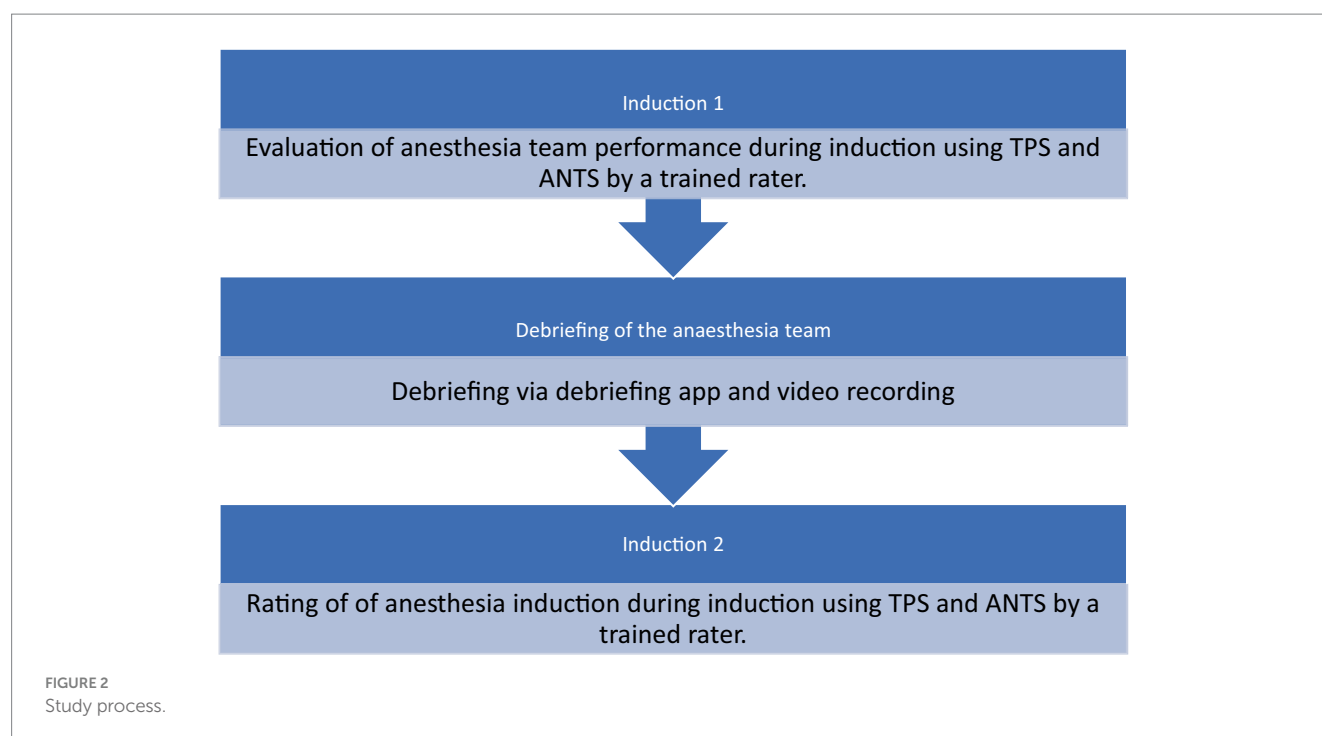 Induction 1
Evaluation of anesthesia team performance during induction using TPS and
ANTS by a trained rater.
Debriefing of the anaesthesia team
Debriefing via debriefing app and video recording
Induction 2
Rating of of anesthesia induction during induction using TPS and ANTS by a
trained rater.
FIGURE 2
Study process.